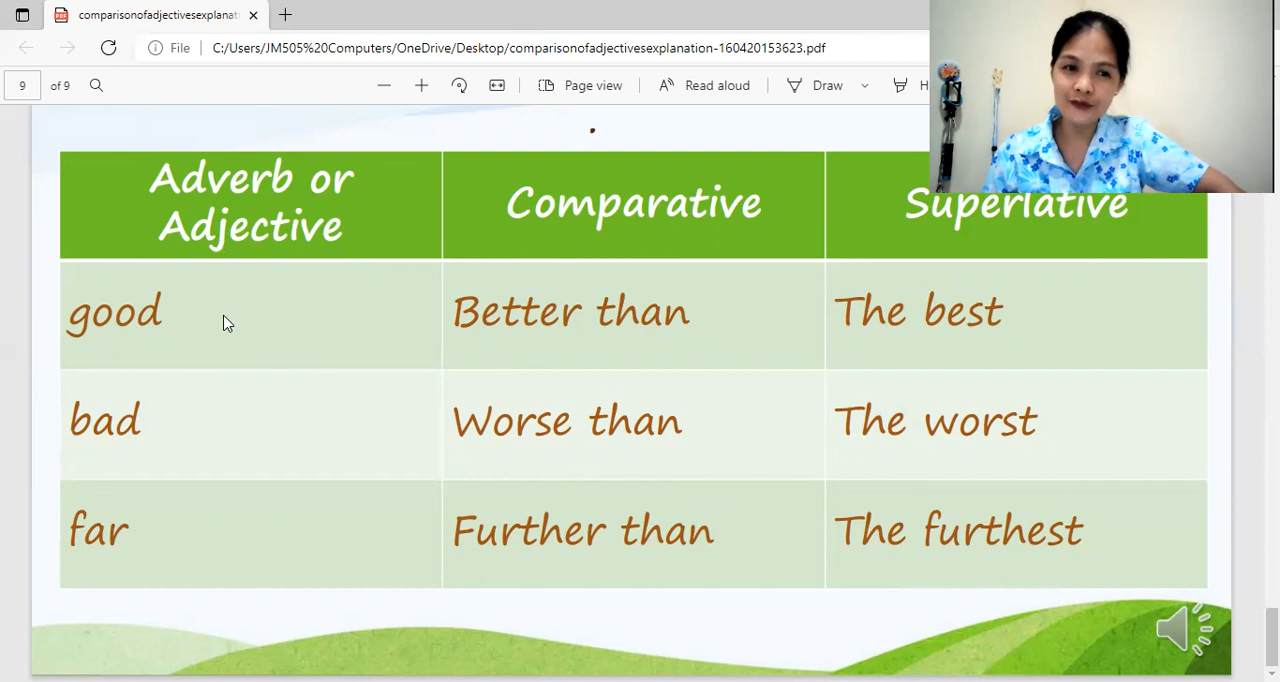 comparisonofadjectivesexplanat
File
C:/Users/JM505%20Computers/OneDrive/Desktop/comparisonofadjectivesexplanation-160420153623.pdf
9 of 9
Page view
Read aloud
Draw
H
Adverb or
Adjective
Comparative
Superlative
good
Better than
The best
bad
Worse than
The worst
far
Further than
The furthest